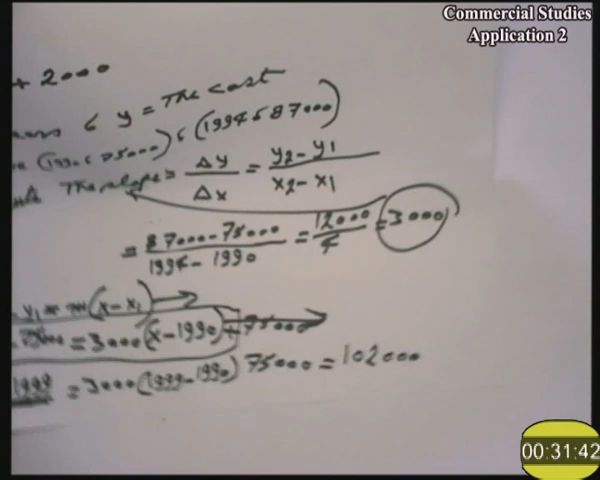 Commercial Studies
Application 2
+ 2000
y = The cost
(1990 , 75000) , (1994 , 87000)
The slope = Δy / Δx = y2 - y1 / x2 - x1
= 87000 - 75000 / 1994 - 1990 = 12000 / 4 = 3000
y1 = m(x - x1)
75000 = 3000(x - 1990) + 75000
1999 = 3000(1999 - 1990) 75000 = 102000
00:31:42